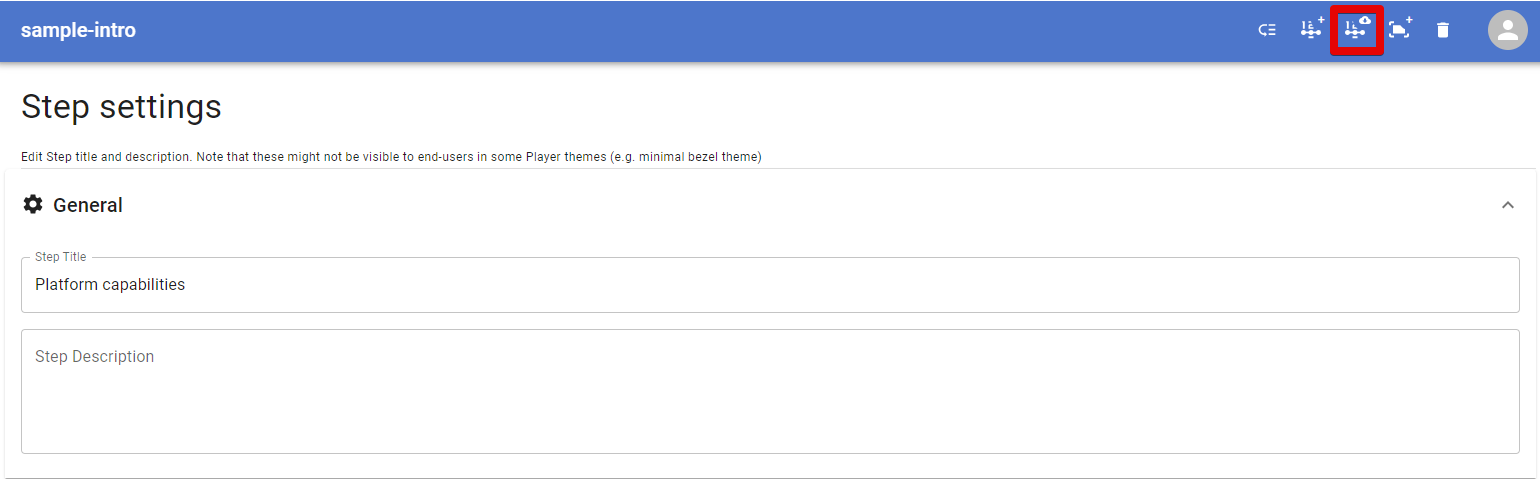 sample-intro
Step settings
Edit Step title and description. Note that these might not be visible to end-users in some Player themes (e.g. minimal bezel theme)
General
Step Title
Platform capabilities
Step Description